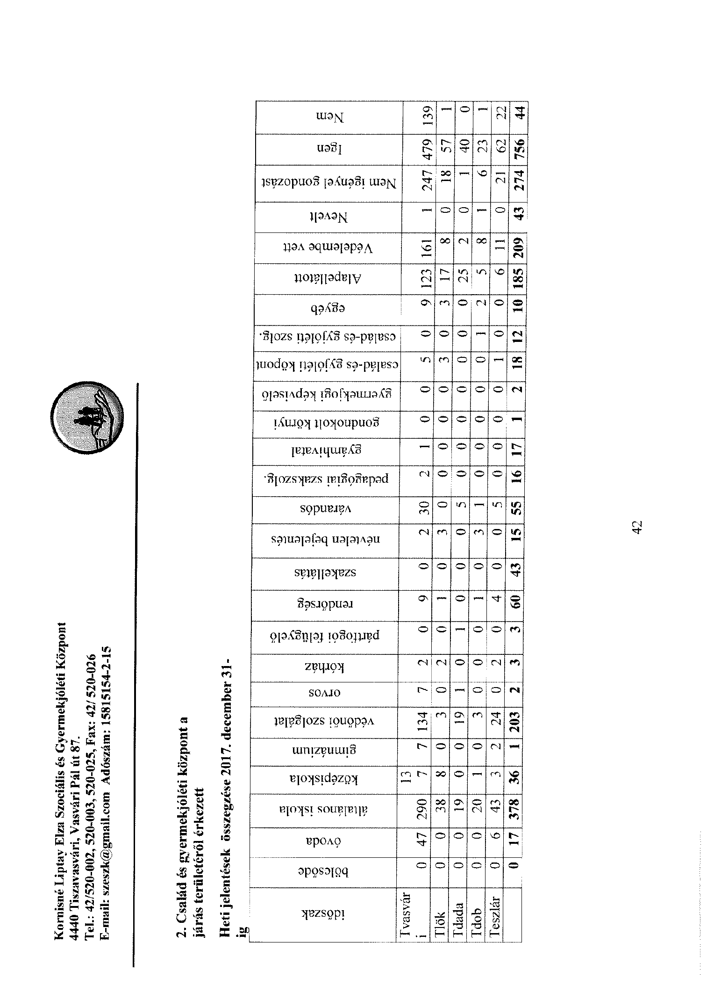 Kornisné Liptay Elza Szociális és Gyermekjóléti Központ
4440 Tiszavasvári, Vasvári Pál út 87.
Tel.: 42/520-002, 520-003, 520-025, Fax: 42/ 520-026
E-mail: szeszk@gmail.com Adószám: 15815154-2-15
2. Család és gyermekjóléti központ a
járás területéről érkezett
Heti jelentések összegzése 2017. december 31-
ig
időszak bölcsőde óvoda általános iskola középiskola gimnázium védőnői szolgálat orvos kórház pártfogói felügyelő rendőrség szakellátás névtelen bejelentés várandós pedagógiai szakszolg. gyámhivatal gondnokolt környi gyermekjogi képviselő család-és gyjóléti köpont család-és gyjóléti szolg. egyéb Alapellátott Védelembe vett Nevelt Nem igényel gondozást Igen Nem
Tvasvár 13
i 0 47 290 7 7 134 7 2 0 9 0 2 30 2 1 0 0 5 0 9 123 161 1 247 479 139
Tlök 0 0 38 8 0 3 0 2 0 1 0 3 0 0 0 0 0 3 0 3 17 8 0 18 57 1
Tdada 0 0 19 0 0 19 1 0 1 0 0 0 5 0 0 0 0 0 0 0 25 2 0 1 40 0
Tdob 0 0 20 1 0 3 0 0 0 1 0 3 1 0 0 0 0 0 1 2 5 8 1 6 23 1
Teszlár 0 6 43 3 2 24 0 2 0 4 0 0 5 0 0 0 0 1 0 0 6 11 0 21 62 22
0 17 378 36 1 203 2 3 3 60 43 15 55 16 17 1 2 18 12 10 185 209 43 274 756 44
42